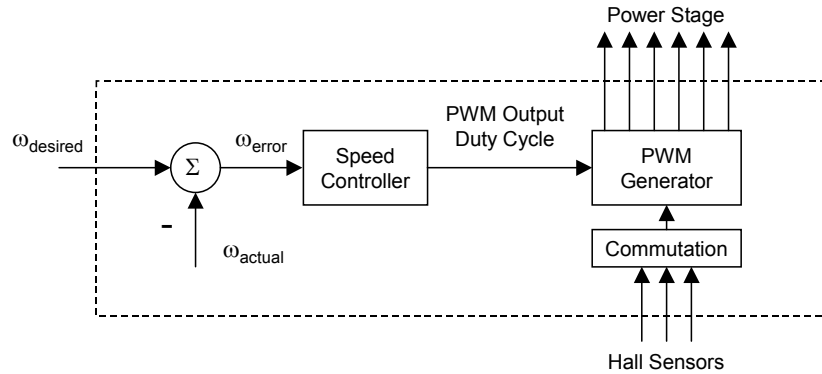 Power Stage
PWM Output
Duty Cycle
ω_desired
Σ
ω_error
Speed
Controller
PWM
Generator
-
ω_actual
Commutation
Hall Sensors